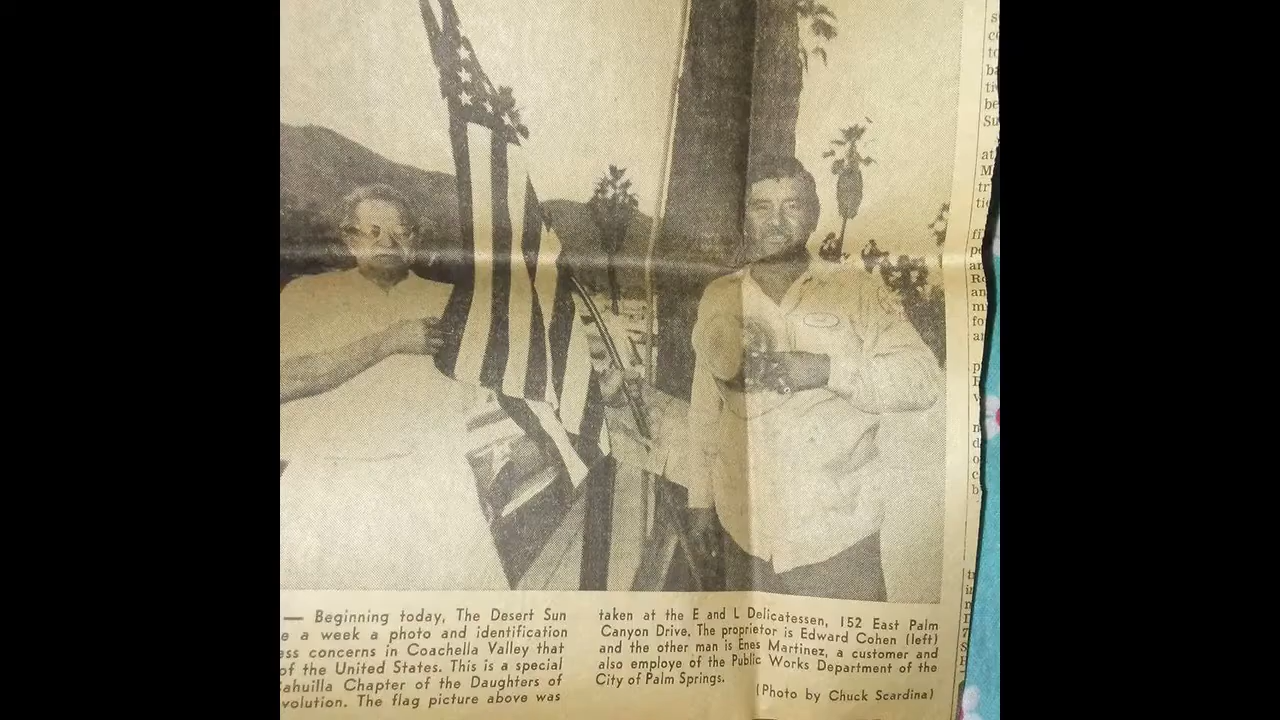 — Beginning today, The Desert Sun
e a week a photo and identification
ess concerns in Coachella Valley that
of the United States. This is a special
ahuilla Chapter of the Daughters of
volution. The flag picture above was
taken at the E and L Delicatessen, 152 East Palm
Canyon Drive. The proprietor is Edward Cohen (left)
and the other man is Enes Martinez, a customer and
also employe of the Public Works Department of the
City of Palm Springs.
(Photo by Chuck Scardina)